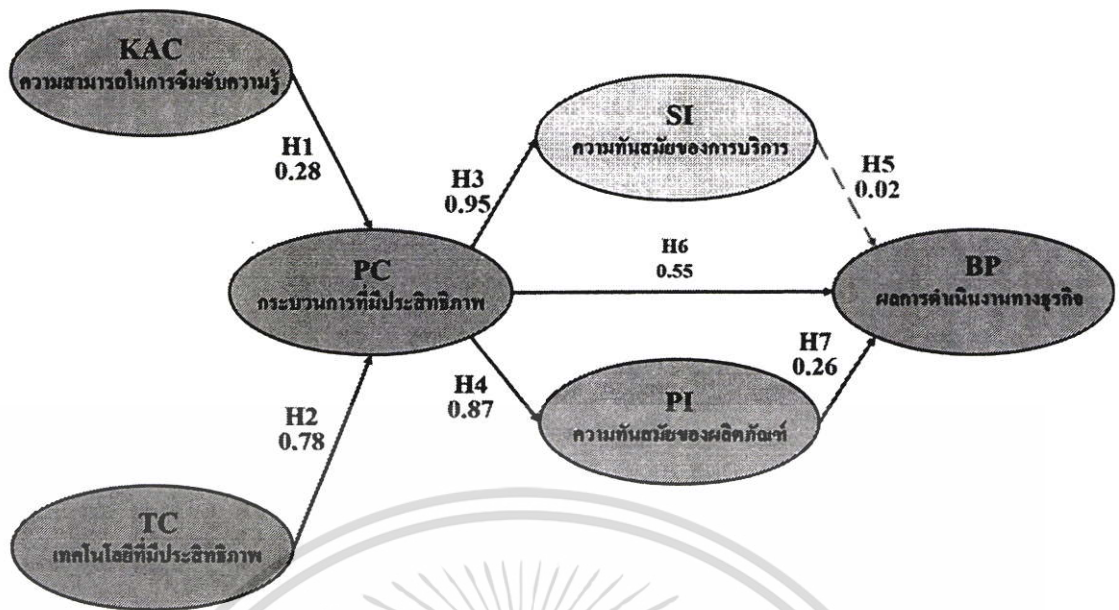 KAC
ความสามารถในการซึมซับความรู้
SI
ความทันสมัยของการบริการ
H1
0.28
H3
0.95
H5
0.02
PC
กระบวนการที่มีประสิทธิภาพ
H6
0.55
BP
ผลการดำเนินงานทางธุรกิจ
H4
0.87
H7
0.26
PI
ความทันสมัยของผลิตภัณฑ์
H2
0.78
TC
เทคโนโลยีที่มีประสิทธิภาพ